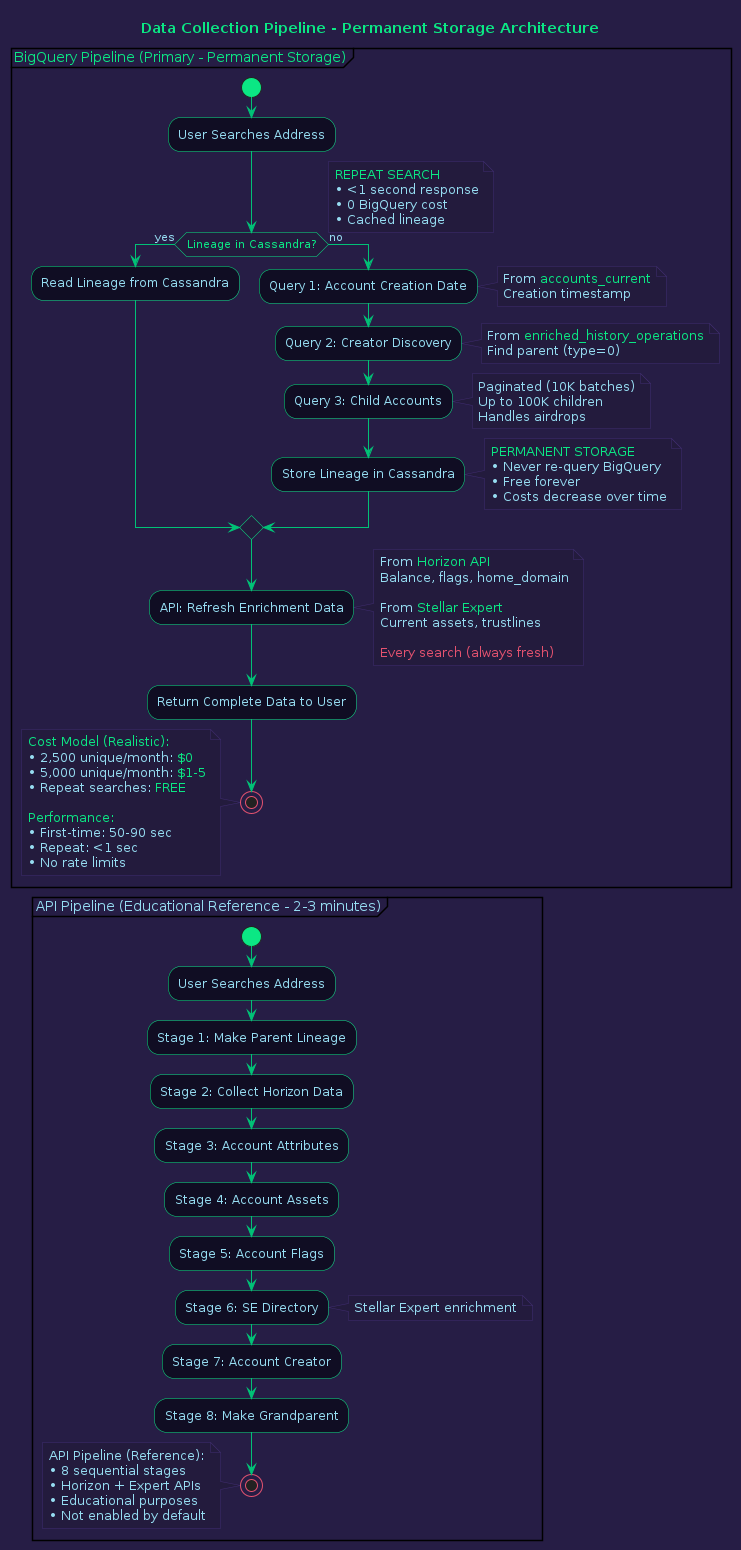 Data Collection Pipeline - Permanent Storage Architecture
BigQuery Pipeline (Primary - Permanent Storage)
User Searches Address
REPEAT SEARCH
• <1 second response
• 0 BigQuery cost
• Cached lineage
yes
Lineage in Cassandra?
no
Read Lineage from Cassandra
Query 1: Account Creation Date
From accounts_current
Creation timestamp
Query 2: Creator Discovery
From enriched_history_operations
Find parent (type=0)
Query 3: Child Accounts
Paginated (10K batches)
Up to 100K children
Handles airdrops
Store Lineage in Cassandra
PERMANENT STORAGE
• Never re-query BigQuery
• Free forever
• Costs decrease over time
API: Refresh Enrichment Data
From Horizon API
Balance, flags, home_domain
From Stellar Expert
Current assets, trustlines
Every search (always fresh)
Return Complete Data to User
Cost Model (Realistic):
• 2,500 unique/month: $0
• 5,000 unique/month: $1-5
• Repeat searches: FREE
Performance:
• First-time: 50-90 sec
• Repeat: <1 sec
• No rate limits
API Pipeline (Educational Reference - 2-3 minutes)
User Searches Address
Stage 1: Make Parent Lineage
Stage 2: Collect Horizon Data
Stage 3: Account Attributes
Stage 4: Account Assets
Stage 5: Account Flags
Stage 6: SE Directory
Stellar Expert enrichment
Stage 7: Account Creator
Stage 8: Make Grandparent
API Pipeline (Reference):
• 8 sequential stages
• Horizon + Expert APIs
• Educational purposes
• Not enabled by default